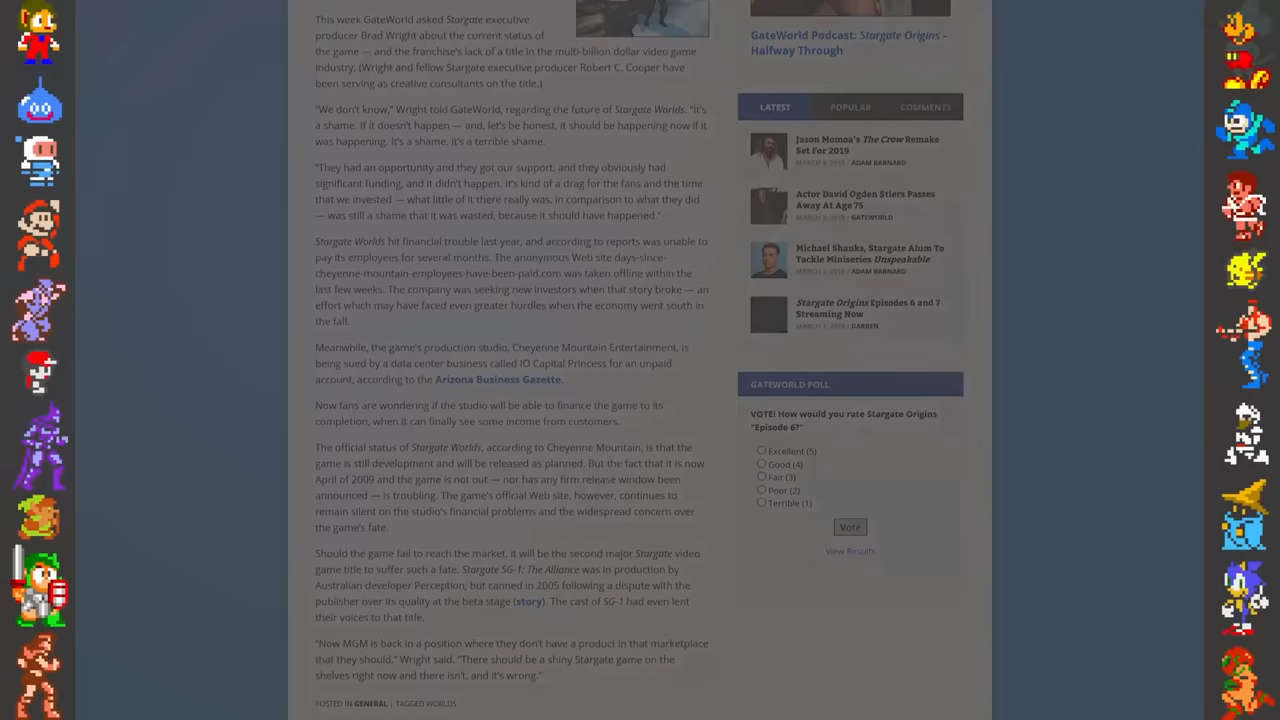 This week GateWorld asked Stargate executive
producer Brad Wright about the current status of
the game — and the franchise's lack of a title in the multi-billion dollar video game
industry. (Wright and fellow Stargate executive producer Robert C. Cooper have
been serving as creative consultants on the title.)
"We don't know," Wright told GateWorld, regarding the future of Stargate Worlds. "It's
a shame. If it doesn't happen — and, let's be honest, it should be happening now if it
was happening. It's a shame. It's a terrible shame.
"They had an opportunity and they got our support, and they obviously had
significant funding, and it didn't happen. It's kind of a drag for the fans and the time
that we invested — what little of it there really was, in comparison to what they did
— was still a shame that it was wasted, because it should have happened."
Stargate Worlds hit financial trouble last year, and according to reports was unable to
pay its employees for several months. The anonymous Web site days-since-
cheyenne-mountain-employees-have-been-paid.com was taken offline within the
last few weeks. The company was seeking new investors when that story broke — an
effort which may have faced even greater hurdles when the economy went south in
the fall.
Meanwhile, the game's production studio, Cheyenne Mountain Entertainment, is
being sued by a data center business called IO Capital Princess for an unpaid
account, according to the Arizona Business Gazette.
Now fans are wondering if the studio will be able to finance the game to its
completion, when it can finally see some income from customers.
The official status of Stargate Worlds, according to Cheyenne Mountain, is that the
game is still development and will be released as planned. But the fact that it is now
April of 2009 and the game is not out — nor has any firm release window been
announced — is troubling. The game's official Web site, however, continues to
remain silent on the studio's financial problems and the widespread concern over
the game's fate.
Should the game fail to reach the market, it will be the second major Stargate video
game title to suffer such a fate. Stargate SG-1: The Alliance was in production by
Australian developer Perception, but canned in 2005 following a dispute with the
publisher over its quality at the beta stage (story). The cast of SG-1 had even lent
their voices to that title.
"Now MGM is back in a position where they don't have a product in that marketplace
that they should," Wright said. "There should be a shiny Stargate game on the
shelves right now and there isn't, and it's wrong."
POSTED IN GENERAL | TAGGED WORLDS
GateWorld Podcast: Stargate Origins –
Halfway Through
LATEST POPULAR COMMENTS
Jason Momoa's The Crow Remake
Set For 2019
/ ADAM BARNARD
Actor David Ogden Stiers Passes
Away At Age 75
/ GATEWORLD
Michael Shanks, Stargate Alum To
Tackle Miniseries Unspeakable
/ ADAM BARNARD
Stargate Origins Episodes 6 and 7
Streaming Now
/ DARREN
GATEWORLD POLL
VOTE! How would you rate Stargate Origins
"Episode 6?"
Excellent (5)
Good (4)
Fair (3)
Poor (2)
Terrible (1)
Vote
View Results